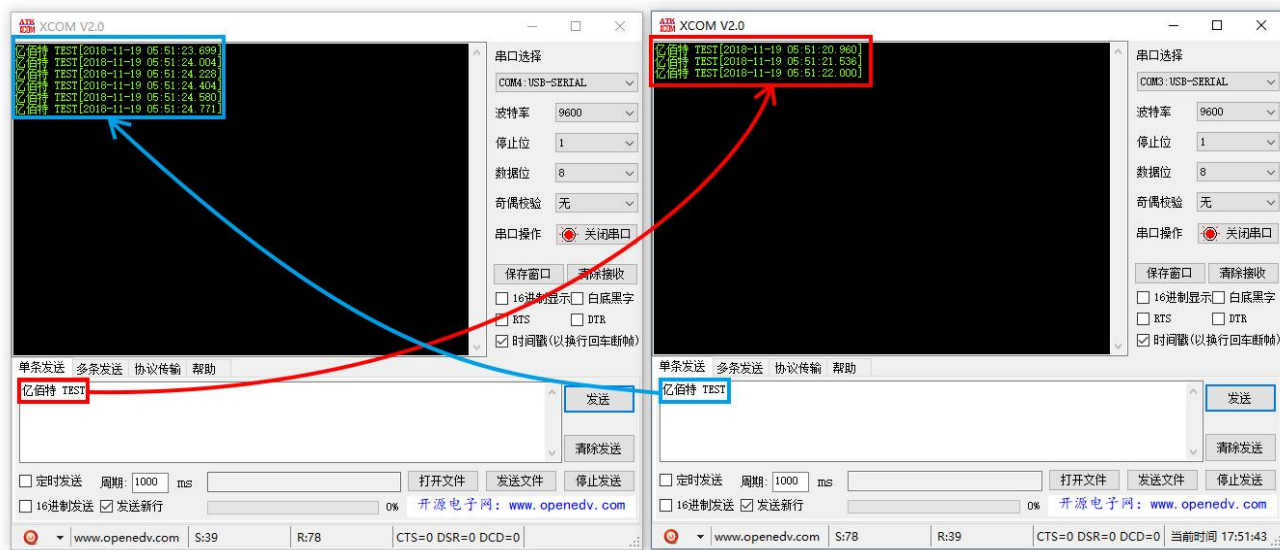 XCOM V2.0
亿佰特 TEST[2018-11-19 05:51:23.699]
亿佰特 TEST[2018-11-19 05:51:24.004]
亿佰特 TEST[2018-11-19 05:51:24.228]
亿佰特 TEST[2018-11-19 05:51:24.404]
亿佰特 TEST[2018-11-19 05:51:24.580]
亿佰特 TEST[2018-11-19 05:51:24.771]
串口选择
COM4:USB-SERIAL
波特率 9600
停止位 1
数据位 8
奇偶校验 无
串口操作 关闭串口
保存窗口 清除接收
16进制显示 白底黑字
RTS DTR
时间戳(以换行回车断帧)
单条发送 多条发送 协议传输 帮助
亿佰特 TEST
发送
清除发送
定时发送 周期: 1000 ms 打开文件 发送文件 停止发送
16进制发送 发送新行 0% 开源电子网: www.openedv.com
www.openedv.com S:39 R:78 CTS=0 DSR=0 DCD=0
ATK XCOM XCOM V2.0
亿佰特 TEST[2018-11-19 05:51:20.960]
亿佰特 TEST[2018-11-19 05:51:21.536]
亿佰特 TEST[2018-11-19 05:51:22.000]
串口选择
COM3:USB-SERIAL
波特率 9600
停止位 1
数据位 8
奇偶校验 无
串口操作 关闭串口
保存窗口 清除接收
16进制显示 白底黑字
RTS DTR
时间戳(以换行回车断帧)
单条发送 多条发送 协议传输 帮助
亿佰特 TEST
发送
清除发送
定时发送 周期: 1000 ms 打开文件 发送文件 停止发送
16进制发送 发送新行 0% 开源电子网: www.openedv.com
www.openedv.com S:78 R:39 CTS=0 DSR=0 DCD=0 当前时间 17:51:43